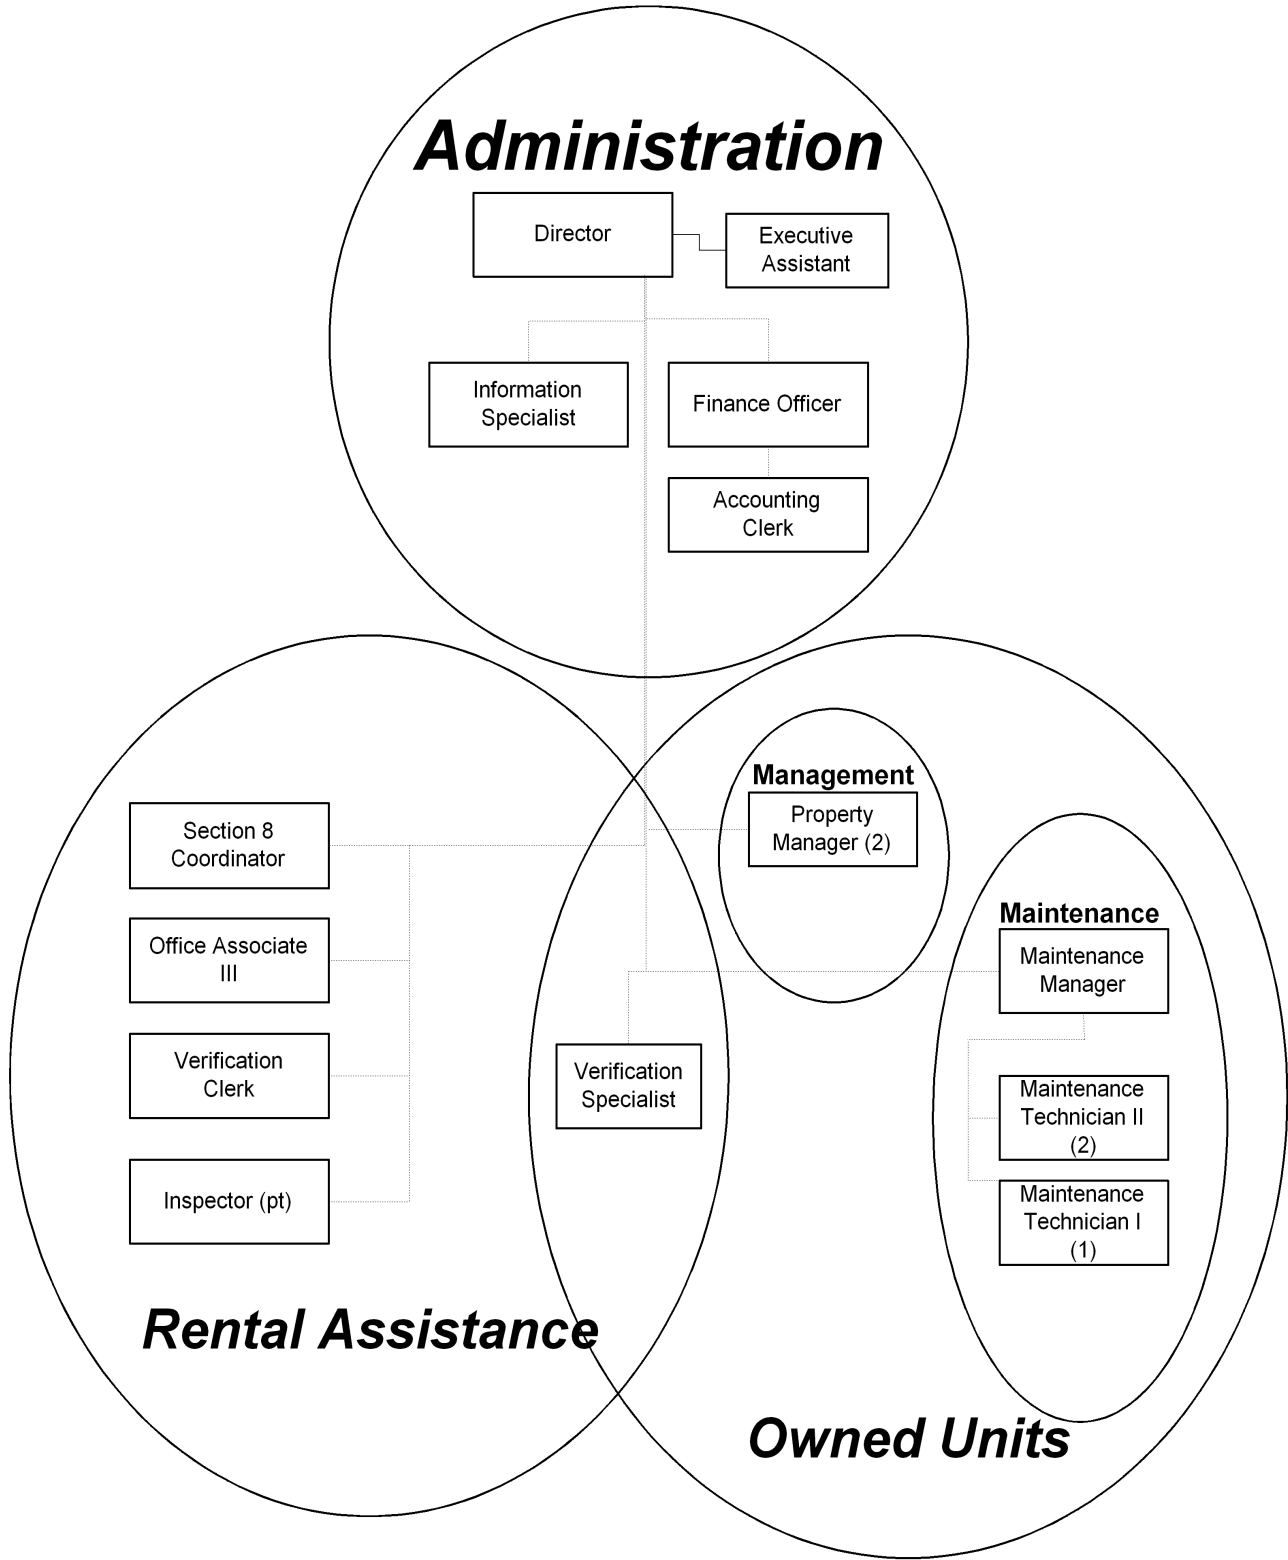 Administration
Director
Executive
Assistant
Information
Specialist
Finance Officer
Accounting
Clerk
Management
Property
Manager (2)
Section 8
Coordinator
Maintenance
Maintenance
Manager
Office Associate
III
Verification
Clerk
Verification
Specialist
Maintenance
Technician II
(2)
Inspector (pt)
Maintenance
Technician I
(1)
Rental Assistance
Owned Units